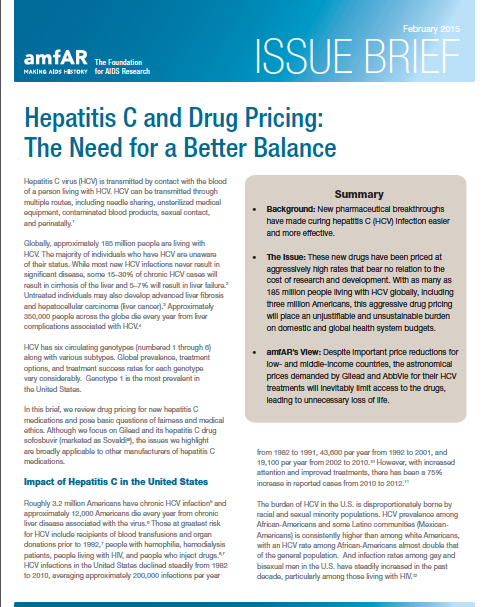 February 2015
amfAR
MAKING AIDS HISTORY
The Foundation
for AIDS Research
ISSUE BRIEF
Hepatitis C and Drug Pricing:
The Need for a Better Balance
Hepatitis C virus (HCV) is transmitted by contact with the blood
of a person living with HCV. HCV can be transmitted through
multiple routes, including needle sharing, unsterilized medical
equipment, contaminated blood products, sexual contact,
and perinatally.¹
Globally, approximately 185 million people are living with
HCV. The majority of individuals who have HCV are unaware
of their status. While most new HCV infections never result in
significant disease, some 15-30% of chronic HCV cases will
result in cirrhosis of the liver and 5–7% will result in liver failure.²
Untreated individuals may also develop advanced liver fibrosis
and hepatocellular carcinoma (liver cancer).³ Approximately
350,000 people across the globe die every year from liver
complications associated with HCV.⁴
HCV has six circulating genotypes (numbered 1 through 6)
along with various subtypes. Global prevalence, treatment
options, and treatment success rates for each genotype
vary considerably. Genotype 1 is the most prevalent in
the United States.
In this brief, we review drug pricing for new hepatitis C
medications and pose basic questions of fairness and medical
ethics. Although we focus on Gilead and its hepatitis C drug
sofosbuvir (marketed as Sovaldi®), the issues we highlight
are broadly applicable to other manufacturers of hepatitis C
medications.
Impact of Hepatitis C in the United States
Roughly 3.2 million Americans have chronic HCV infection⁵ and
approximately 12,000 Americans die every year from chronic
liver disease associated with the virus.⁶ Those at greatest risk
for HCV include recipients of blood transfusions and organ
donations prior to 1992,⁷ people with hemophilia, hemodialysis
patients, people living with HIV, and people who inject drugs.⁸,⁹
HCV infections in the United States declined steadily from 1982
to 2010, averaging approximately 200,000 infections per year
Summary
• Background: New pharmaceutical breakthroughs
have made curing hepatitis C (HCV) infection easier
and more effective.
• The Issue: These new drugs have been priced at
aggressively high rates that bear no relation to the
cost of research and development. With as many as
185 million people living with HCV globally, including
three million Americans, this aggressive drug pricing
will place an unjustifiable and unsustainable burden
on domestic and global health system budgets.
• amfAR's View: Despite important price reductions for
low- and middle-income countries, the astronomical
prices demanded by Gilead and AbbVie for their HCV
treatments will inevitably limit access to the drugs,
leading to unnecessary loss of life.
from 1982 to 1991, 43,600 per year from 1992 to 2001, and
19,100 per year from 2002 to 2010.¹⁰ However, with increased
attention and improved treatments, there has been a 75%
increase in reported cases from 2010 to 2012.¹¹
The burden of HCV in the U.S. is disproportionately borne by
racial and sexual minority populations. HCV prevalence among
African-Americans and some Latino communities (Mexican-
Americans) is consistently higher than among white Americans,
with an HCV rate among African-Americans almost double that
of the general population. And infection rates among gay and
bisexual men in the U.S. have steadily increased in the past
decade, particularly among those living with HIV.¹²